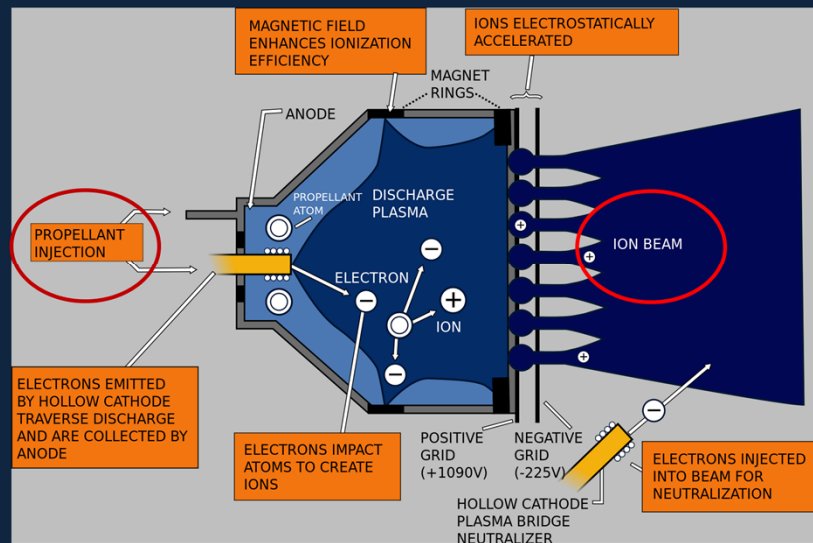 MAGNETIC FIELD
ENHANCES IONIZATION
EFFICIENCY
IONS ELECTROSTATICALLY
ACCELERATED
MAGNET
RINGS
ANODE
PROPELLANT
ATOM
DISCHARGE
PLASMA
PROPELLANT
INJECTION
ION BEAM
ELECTRON
ION
ELECTRONS EMITTED
BY HOLLOW CATHODE
TRAVERSE DISCHARGE
AND ARE COLLECTED BY
ANODE
ELECTRONS IMPACT
ATOMS TO CREATE
IONS
POSITIVE
GRID
(+1090V)
NEGATIVE
GRID
(-225V)
HOLLOW CATHODE
PLASMA BRIDGE
NEUTRALIZER
ELECTRONS INJECTED
INTO BEAM FOR
NEUTRALIZATION